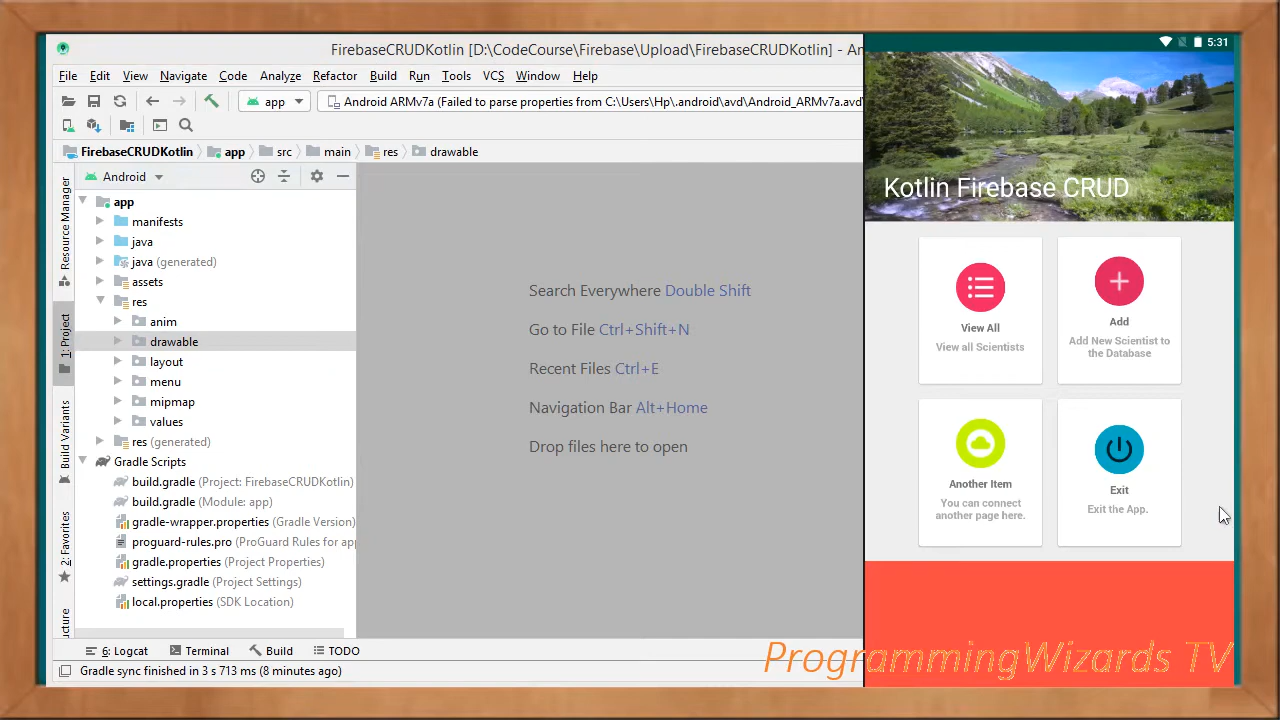 FirebaseCRUDKotlin [D:\CodeCourse\Firebase\Upload\FirebaseCRUDKotlin] - An
File Edit View Navigate Code Analyze Refactor Build Run Tools VCS Window Help
app Android ARMv7a (Failed to parse properties from C:\Users\Hp\.android\avd\Android_ARMv7a.avd\
FirebaseCRUDKotlin app src main res drawable
Android
Resource Manager
1: Project
Build Variants
2: Favorites
ucture
app
manifests
java
java (generated)
assets
res
anim
drawable
layout
menu
mipmap
values
res (generated)
Gradle Scripts
build.gradle (Project: FirebaseCRUDKotlin)
build.gradle (Module: app)
gradle-wrapper.properties (Gradle Version)
proguard-rules.pro (ProGuard Rules for app
gradle.properties (Project Properties)
settings.gradle (Project Settings)
local.properties (SDK Location)
Search Everywhere Double Shift
Go to File Ctrl+Shift+N
Recent Files Ctrl+E
Navigation Bar Alt+Home
Drop files here to open
6: Logcat Terminal Build TODO
Gradle sync finished in 3 s 713 ms (8 minutes ago)
5:31
Kotlin Firebase CRUD
View All
View all Scientists
Add
Add New Scientist to
the Database
Another Item
You can connect
another page here.
Exit
Exit the App.
ProgrammingWizards TV